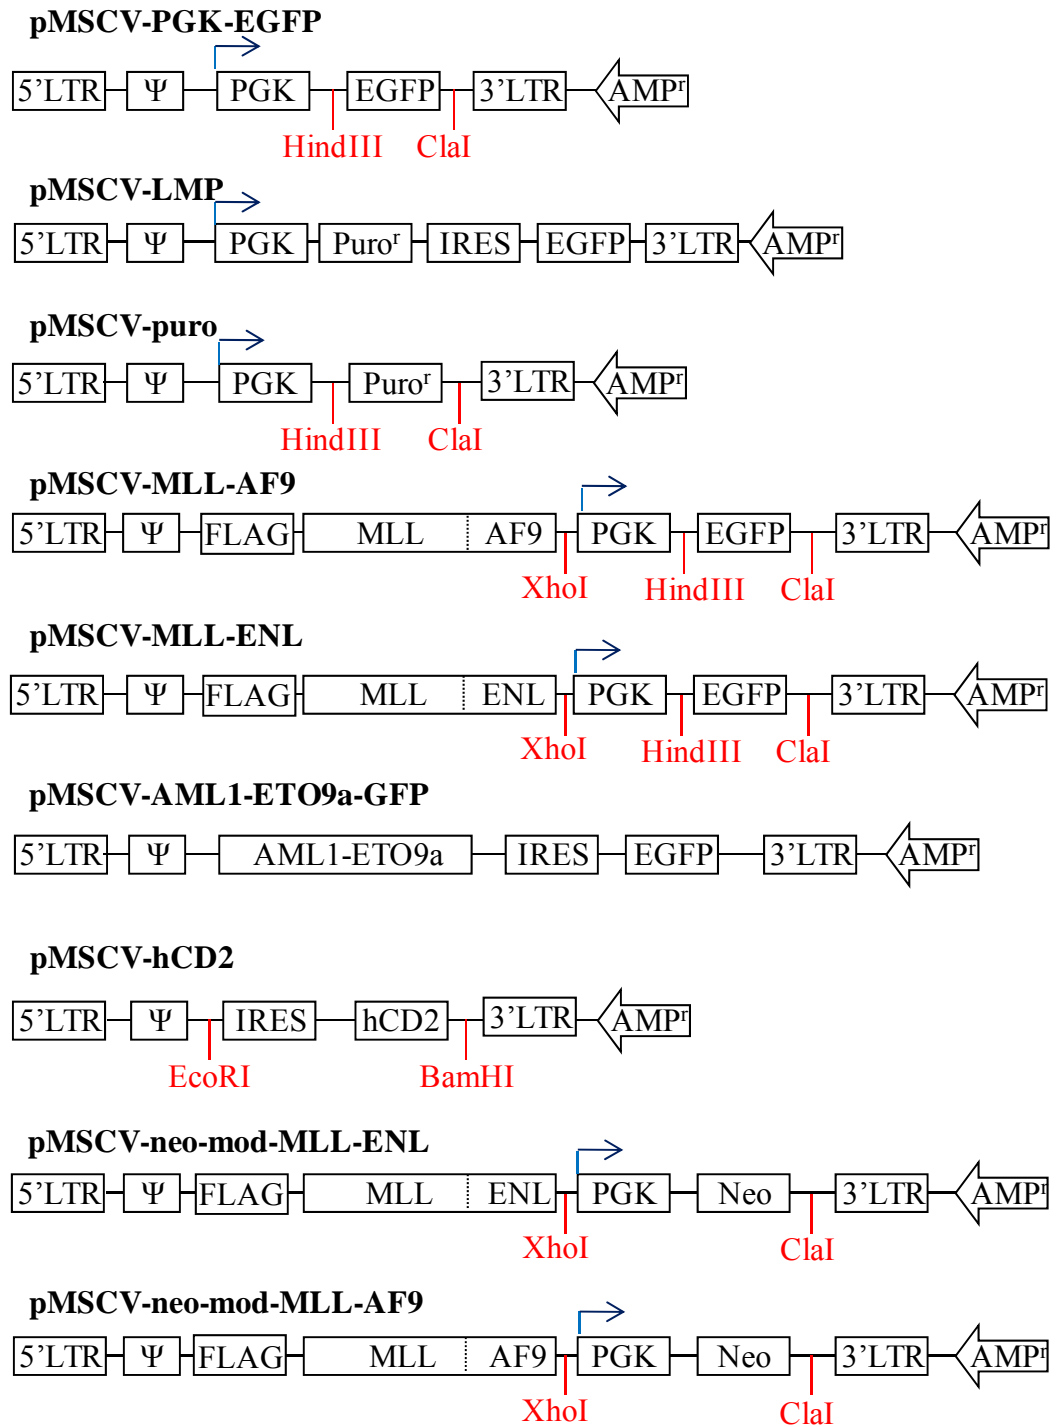 pMSCV-PGK-EGFP
5’LTR Ψ PGK EGFP 3’LTR AMPʳ
HindIII ClaI
pMSCV-LMP
5’LTR Ψ PGK Puroʳ IRES EGFP 3’LTR AMPʳ
pMSCV-puro
5’LTR Ψ PGK Puroʳ 3’LTR AMPʳ
HindIII ClaI
pMSCV-MLL-AF9
5’LTR Ψ FLAG MLL AF9 PGK EGFP 3’LTR AMPʳ
XhoI HindIII ClaI
pMSCV-MLL-ENL
5’LTR Ψ FLAG MLL ENL PGK EGFP 3’LTR AMPʳ
XhoI HindIII ClaI
pMSCV-AML1-ETO9a-GFP
5’LTR Ψ AML1-ETO9a IRES EGFP 3’LTR AMPʳ
pMSCV-hCD2
5’LTR Ψ IRES hCD2 3’LTR AMPʳ
EcoRI BamHI
pMSCV-neo-mod-MLL-ENL
5’LTR Ψ FLAG MLL ENL PGK Neo 3’LTR AMPʳ
XhoI ClaI
pMSCV-neo-mod-MLL-AF9
5’LTR Ψ FLAG MLL AF9 PGK Neo 3’LTR AMPʳ
XhoI ClaI